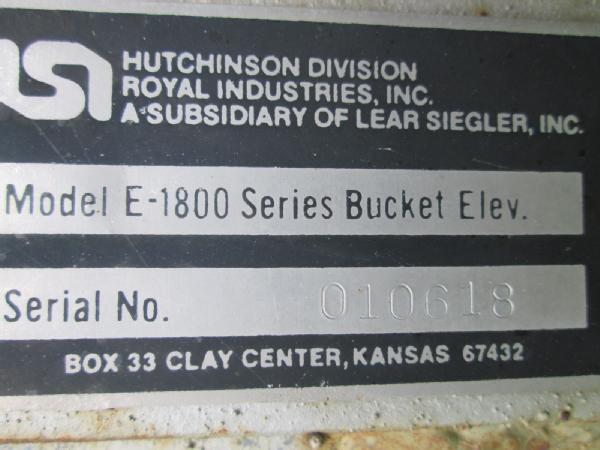 HUTCHINSON DIVISION
ROYAL INDUSTRIES, INC.
A SUBSIDIARY OF LEAR SIEGLER, INC.
Model E-1800 Series Bucket Elev.
Serial No. 010618
BOX 33 CLAY CENTER, KANSAS 67432